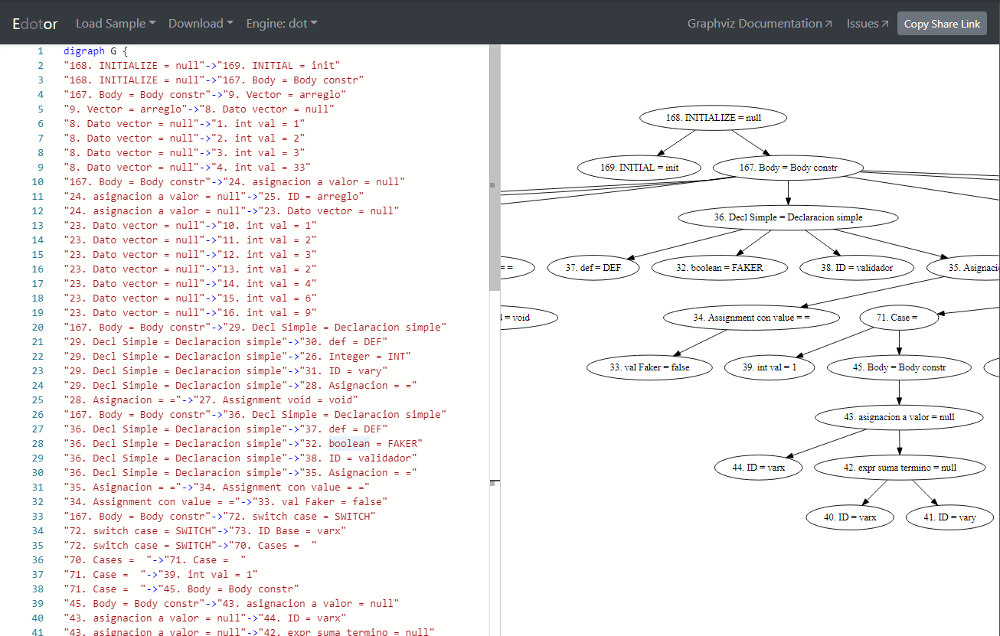 Edotor Load Sample Download Engine: dot Graphviz Documentation Issues Copy Share Link
1 digraph G {
2 "168. INITIALIZE = null"->"169. INITIAL = init"
3 "168. INITIALIZE = null"->"167. Body = Body constr"
4 "167. Body = Body constr"->"9. Vector = arreglo"
5 "9. Vector = arreglo"->"8. Dato vector = null"
6 "8. Dato vector = null"->"1. int val = 1"
7 "8. Dato vector = null"->"2. int val = 2"
8 "8. Dato vector = null"->"3. int val = 3"
9 "8. Dato vector = null"->"4. int val = 33"
10 "167. Body = Body constr"->"24. asignacion a valor = null"
11 "24. asignacion a valor = null"->"25. ID = arreglo"
12 "24. asignacion a valor = null"->"23. Dato vector = null"
13 "23. Dato vector = null"->"10. int val = 1"
14 "23. Dato vector = null"->"11. int val = 2"
15 "23. Dato vector = null"->"12. int val = 3"
16 "23. Dato vector = null"->"13. int val = 2"
17 "23. Dato vector = null"->"14. int val = 4"
18 "23. Dato vector = null"->"15. int val = 6"
19 "23. Dato vector = null"->"16. int val = 9"
20 "167. Body = Body constr"->"29. Decl Simple = Declaracion simple"
21 "29. Decl Simple = Declaracion simple"->"30. def = DEF"
22 "29. Decl Simple = Declaracion simple"->"26. Integer = INT"
23 "29. Decl Simple = Declaracion simple"->"31. ID = vary"
24 "29. Decl Simple = Declaracion simple"->"28. Asignacion = ="
25 "28. Asignacion = ="->"27. Assignment void = void"
26 "167. Body = Body constr"->"36. Decl Simple = Declaracion simple"
27 "36. Decl Simple = Declaracion simple"->"37. def = DEF"
28 "36. Decl Simple = Declaracion simple"->"32. boolean = FAKER"
29 "36. Decl Simple = Declaracion simple"->"38. ID = validador"
30 "36. Decl Simple = Declaracion simple"->"35. Asignacion = ="
31 "35. Asignacion = ="->"34. Assignment con value = ="
32 "34. Assignment con value = ="->"33. val Faker = false"
33 "167. Body = Body constr"->"72. switch case = SWITCH"
34 "72. switch case = SWITCH"->"73. ID Base = varx"
35 "72. switch case = SWITCH"->"70. Cases =  "
36 "70. Cases =  "->"71. Case =  "
37 "71. Case =  "->"39. int val = 1"
38 "71. Case =  "->"45. Body = Body constr"
39 "45. Body = Body constr"->"43. asignacion a valor = null"
40 "43. asignacion a valor = null"->"44. ID = varx"
41 "43. asignacion a valor = null"->"42. expr suma termino = null"
168. INITIALIZE = null
169. INITIAL = init 167. Body = Body constr
36. Decl Simple = Declaracion simple
= = 37. def = DEF 32. boolean = FAKER 38. ID = validador 35. Asignacio
= void 34. Assignment con value = = 71. Case =
33. val Faker = false 39. int val = 1 45. Body = Body constr
43. asignacion a valor = null
44. ID = varx 42. expr suma termino = null
40. ID = varx 41. ID = vary